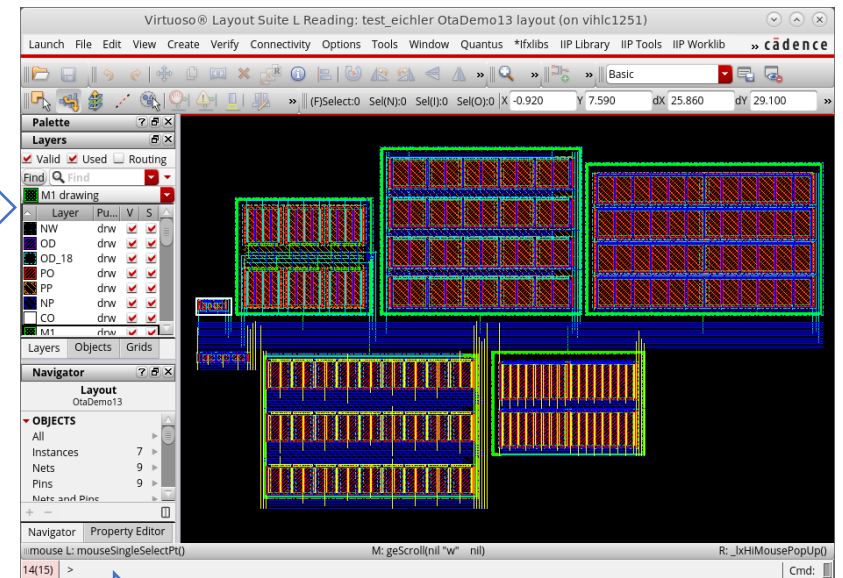 Virtuoso® Layout Suite L Reading: test_eichler OtaDemo13 layout (on vihlc1251)
Launch File Edit View Create Verify Connectivity Options Tools Window Quantus *Ifxlibs IIP Library IIP Tools IIP Worklib » cādence
» » » Basic
» (F)Select:0 Sel(N):0 Sel(I):0 Sel(O):0 X -0.920 Y 7.590 dX 25.860 dY 29.100 »
Palette
Layers
Valid Used Routing
Find Find
M1 drawing
Layer Pu... V S
NW drw
OD drw
OD_18 drw
PO drw
PP drw
NP drw
CO drw
M1 drw
Layers Objects Grids
Navigator
Layout
OtaDemo13
OBJECTS
All
Instances 7
Nets 9
Pins 9
Nets and Pins
Navigator Property Editor
mouse L: mouseSingleSelectPt() M: geScroll(nil "w" nil) R: _lxHiMousePopUp()
14(15) > Cmd: